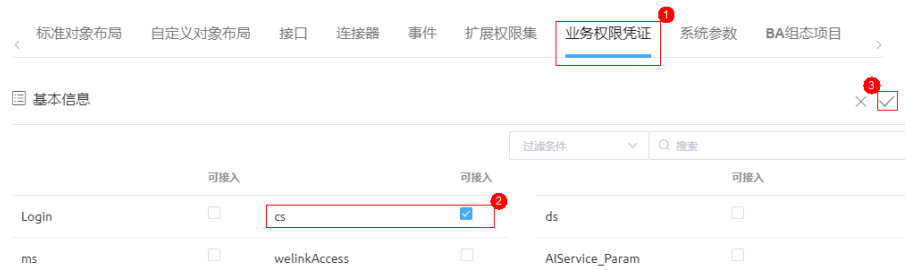 1
标准对象布局 自定义对象布局 接口 连接器 事件 扩展权限集 业务权限凭证 系统参数 BA组态项目
基本信息
3
过滤条件 搜索
可接入 可接入 可接入
2
Login cs ds
ms welinkAccess AIService_Param